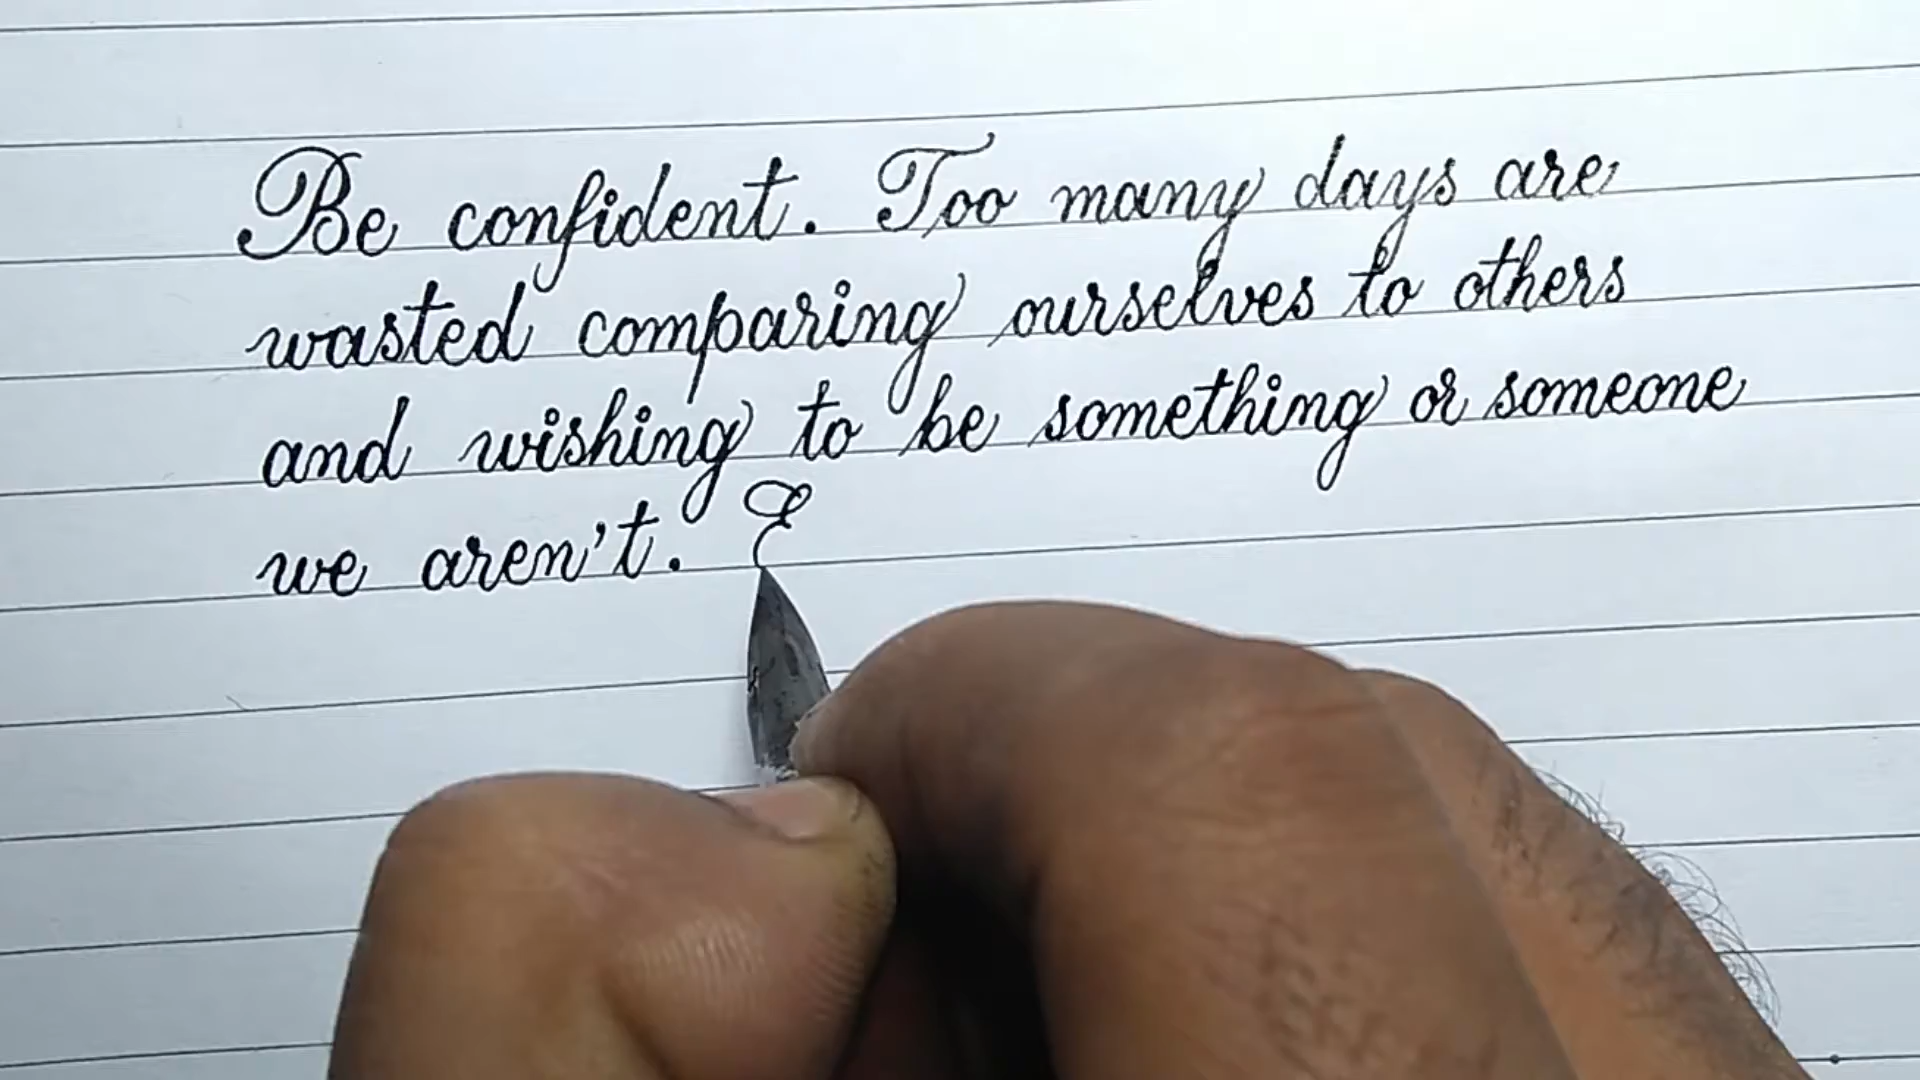 Be confident. Too many days are
wasted comparing ourselves to others
and wishing to be something or someone
we aren't. E